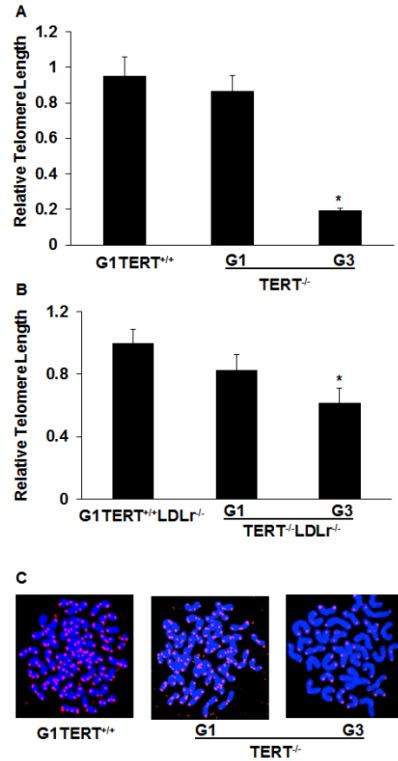 A
Relative Telomere Length
1.2
1
0.8
0.6
0.4
0.2
0
*
G1TERT+/+
G1
G3
TERT-/-
B
Relative Telomere Length
1.2
0.8
0.4
0
*
G1TERT+/+LDLr-/-
G1
G3
TERT-/-LDLr-/-
C
G1TERT+/+
G1
G3
TERT-/-